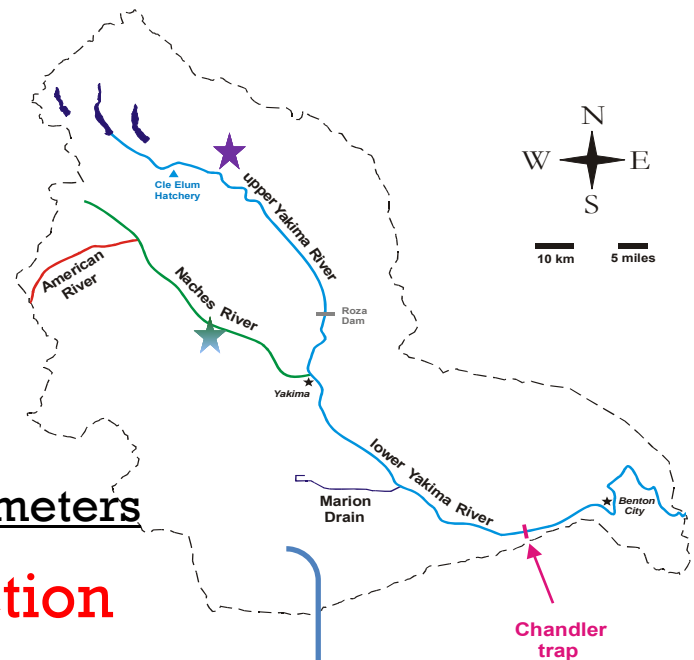 N
W E
S
10 km 5 miles
Cle Elum
Hatchery
upper Yakima River
American
River
Naches River
Roza
Dam
Yakima
lower Yakima River
Marion
Drain
Benton
City
Chandler
trap
meters
tion